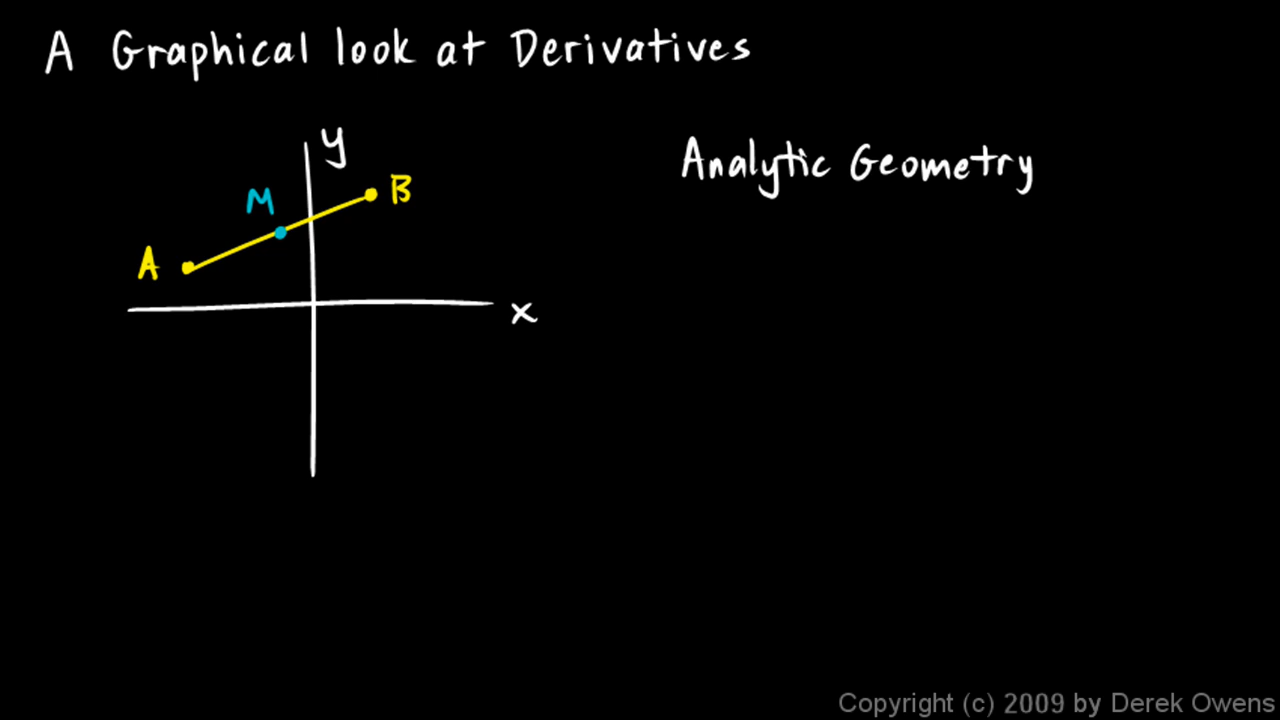 A Graphical look at Derivatives
y
Analytic Geometry
M
B
A
x
Copyright (c) 2009 by Derek Owens